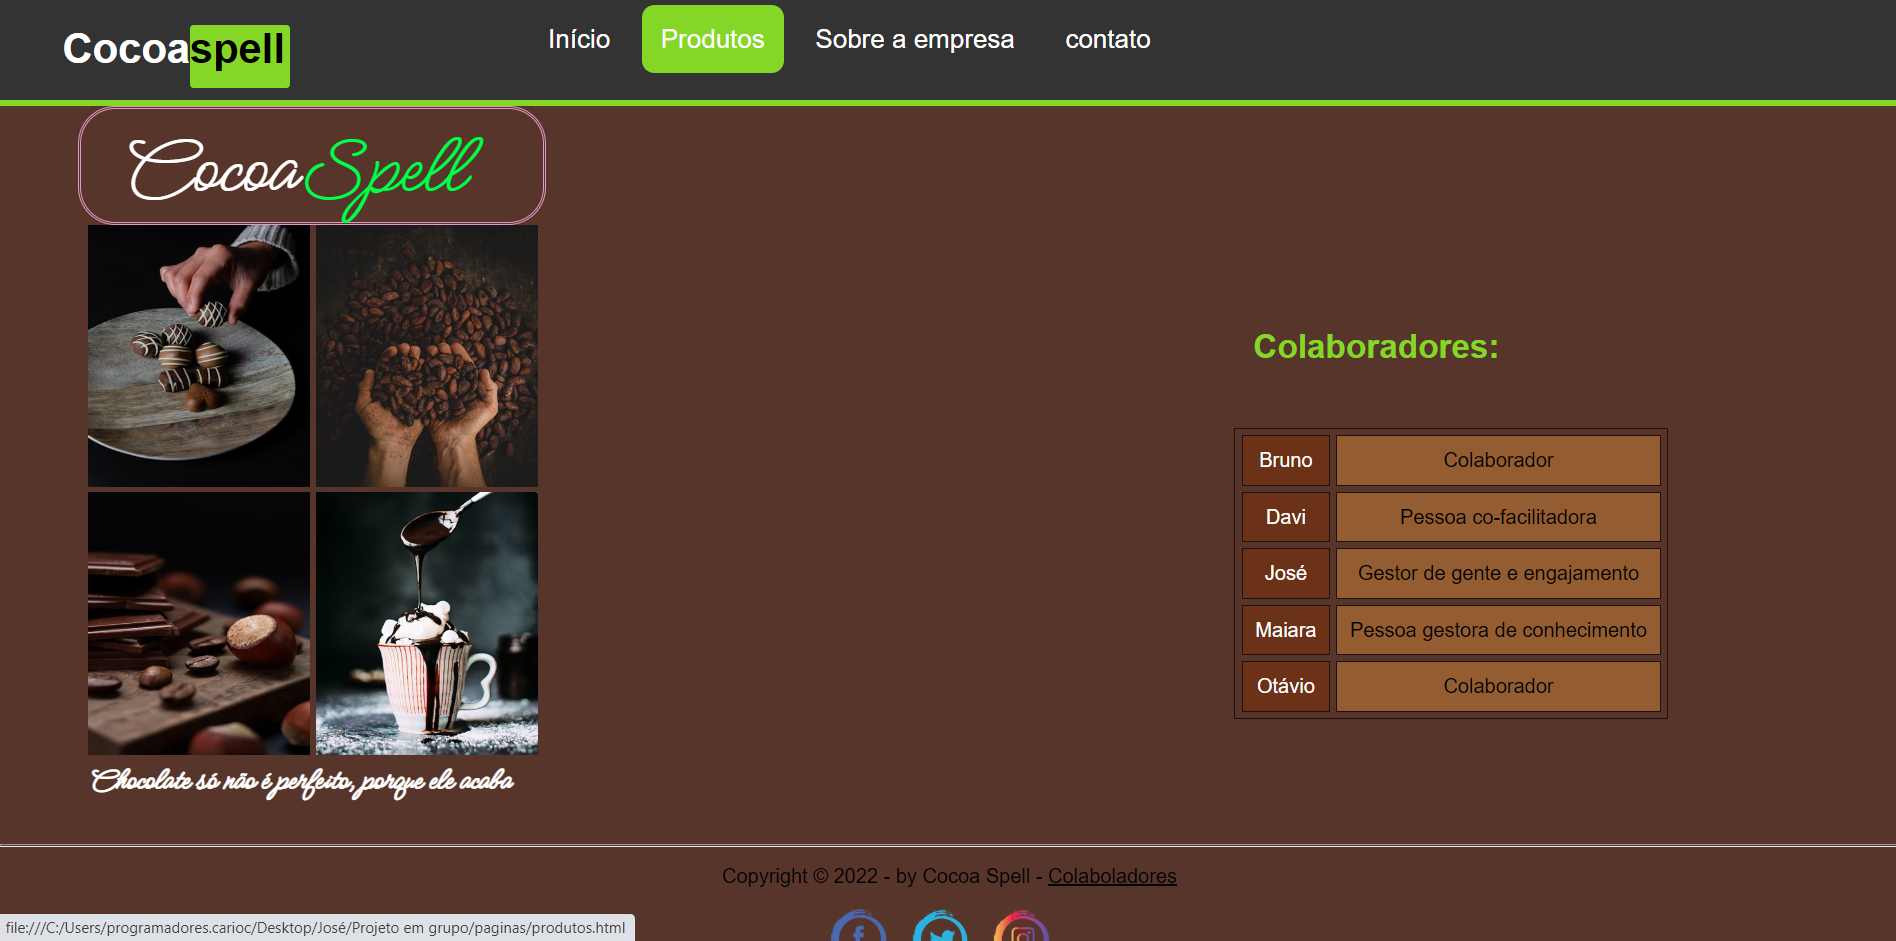 Cocoaspell
Início
Produtos
Sobre a empresa
contato
CocoaSpell
Chocolate só não é perfeito, porque ele acaba
Colaboradores:
Bruno Colaborador
Davi Pessoa co-facilitadora
José Gestor de gente e engajamento
Maiara Pessoa gestora de conhecimento
Otávio Colaborador
Copyright © 2022 - by Cocoa Spell - Colaboladores
file:///C:/Users/programadores.carioc/Desktop/José/Projeto em grupo/paginas/produtos.html